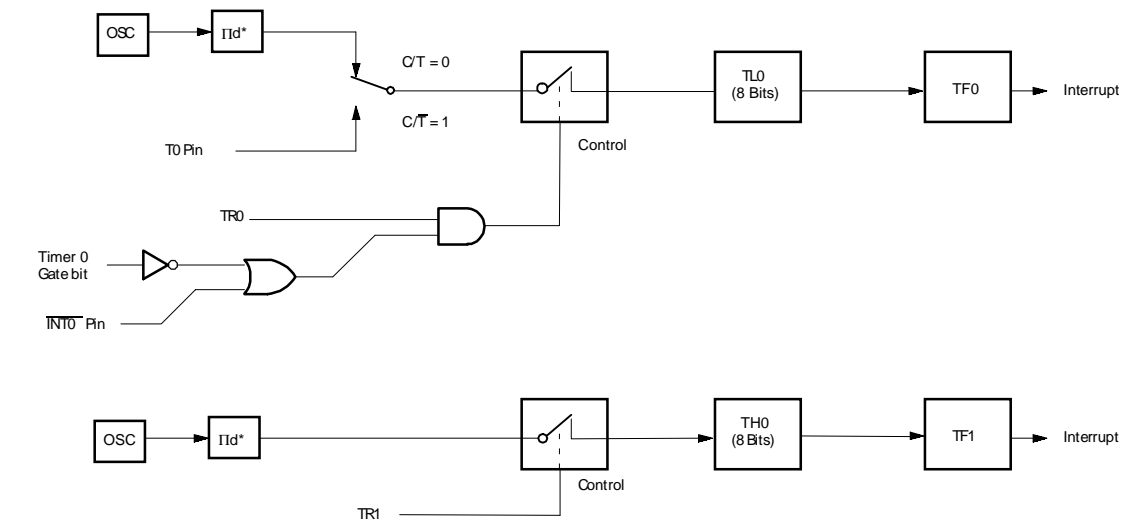 OSC
Πd*
C/T = 0
C/T̅ = 1
T0 Pin
Control
TL0
(8 Bits)
TF0
Interrupt
TR0
Timer 0
Gate bit
I̅N̅T̅0̅ Pin
OSC
Πd*
Control
TH0
(8 Bits)
TF1
Interrupt
TR1